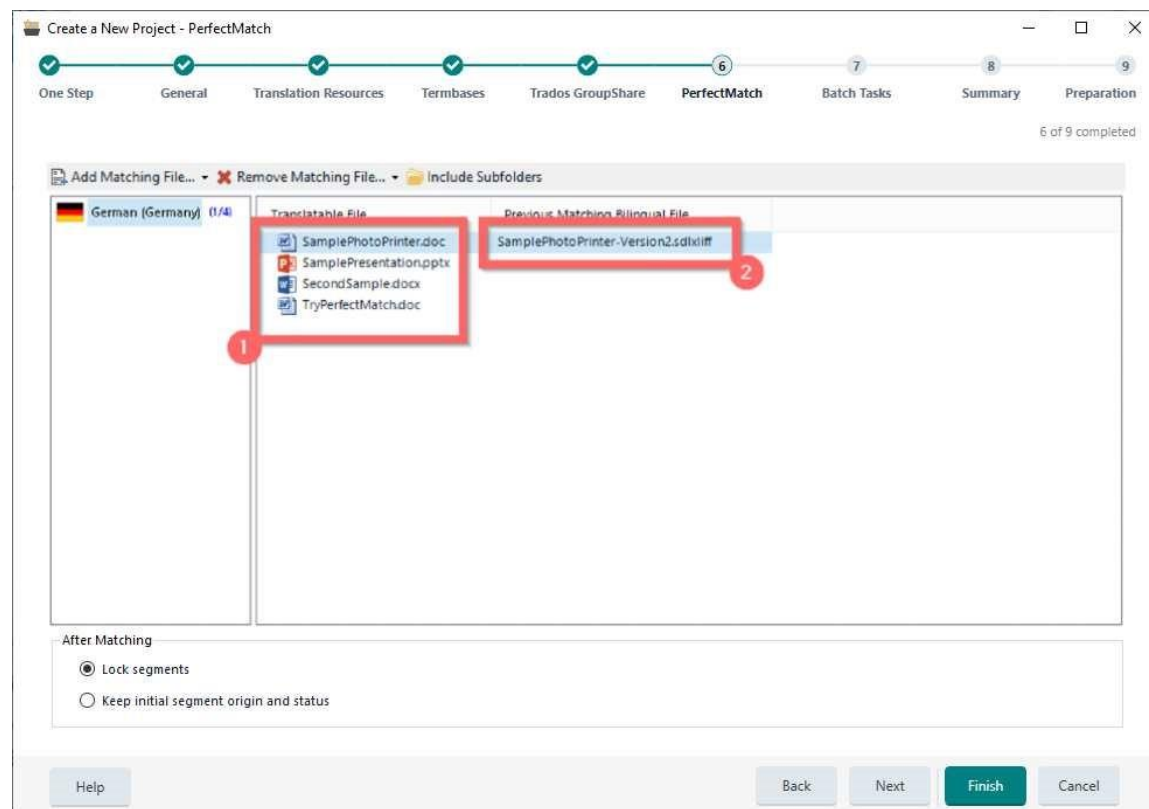 Create a New Project - PerfectMatch
6 7 8 9
One Step General Translation Resources Termbases Trados GroupShare PerfectMatch Batch Tasks Summary Preparation
6 of 9 completed
Add Matching File... Remove Matching File... Include Subfolders
German (Germany) (1/4) Translatable File Previous Matching Bilingual File
SamplePhotoPrinter.doc SamplePhotoPrinter-Version2.sdlxliff
SamplePresentation.pptx 2
SecondSample.docx
TryPerfectMatch.doc
1
After Matching
Lock segments
Keep initial segment origin and status
Help Back Next Finish Cancel